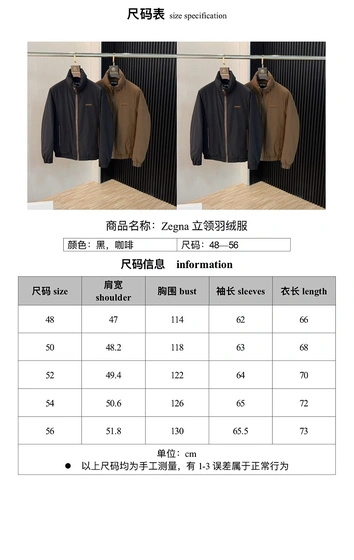 尺码表 size specification
商品名称：Zegna 立领羽绒服
颜色：黑，咖啡 尺码：48—56
尺码信息 information
尺码 size 肩宽 shoulder 胸围 bust 袖长 sleeves 衣长 length
48 47 114 62 66
50 48.2 118 63 68
52 49.4 122 64 70
54 50.6 126 65 72
56 51.8 130 65.5 73
单位：cm
● 以上尺码均为手工测量，有 1-3 误差属于正常行为